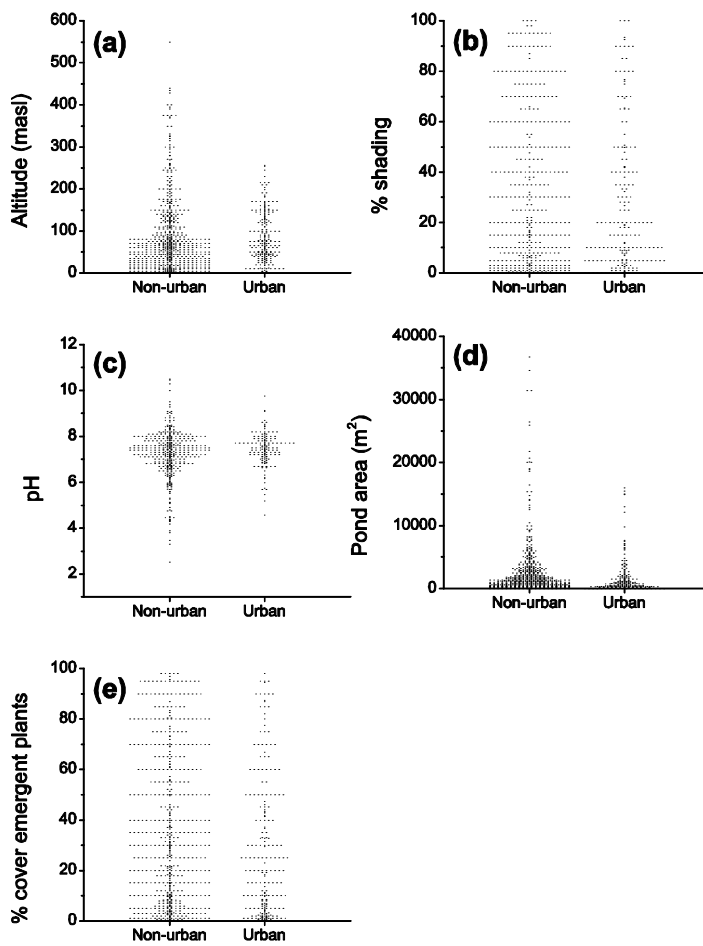 (a)
Altitude (masl)
600
500
400
300
200
100
0
Non-urban Urban
(b)
% shading
100
80
60
40
20
0
Non-urban Urban
(c)
pH
12
10
8
6
4
2
Non-urban Urban
(d)
Pond area (m²)
40000
30000
20000
10000
0
Non-urban Urban
(e)
% cover emergent plants
100
80
60
40
20
0
Non-urban Urban